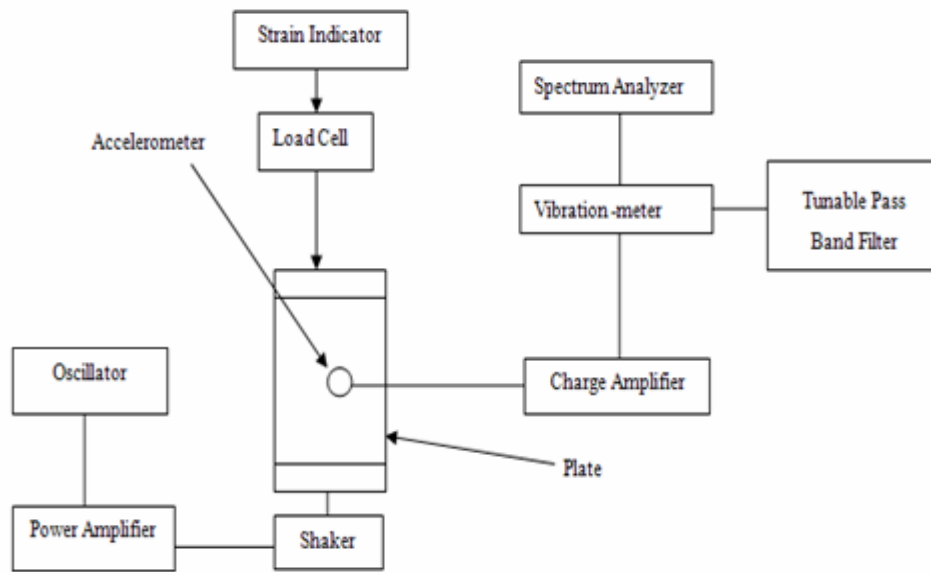 Strain Indicator
Spectrum Analyzer
Accelerometer
Load Cell
Vibration -meter
Tunable Pass
Band Filter
Oscillator
Charge Amplifier
Plate
Power Amplifier
Shaker